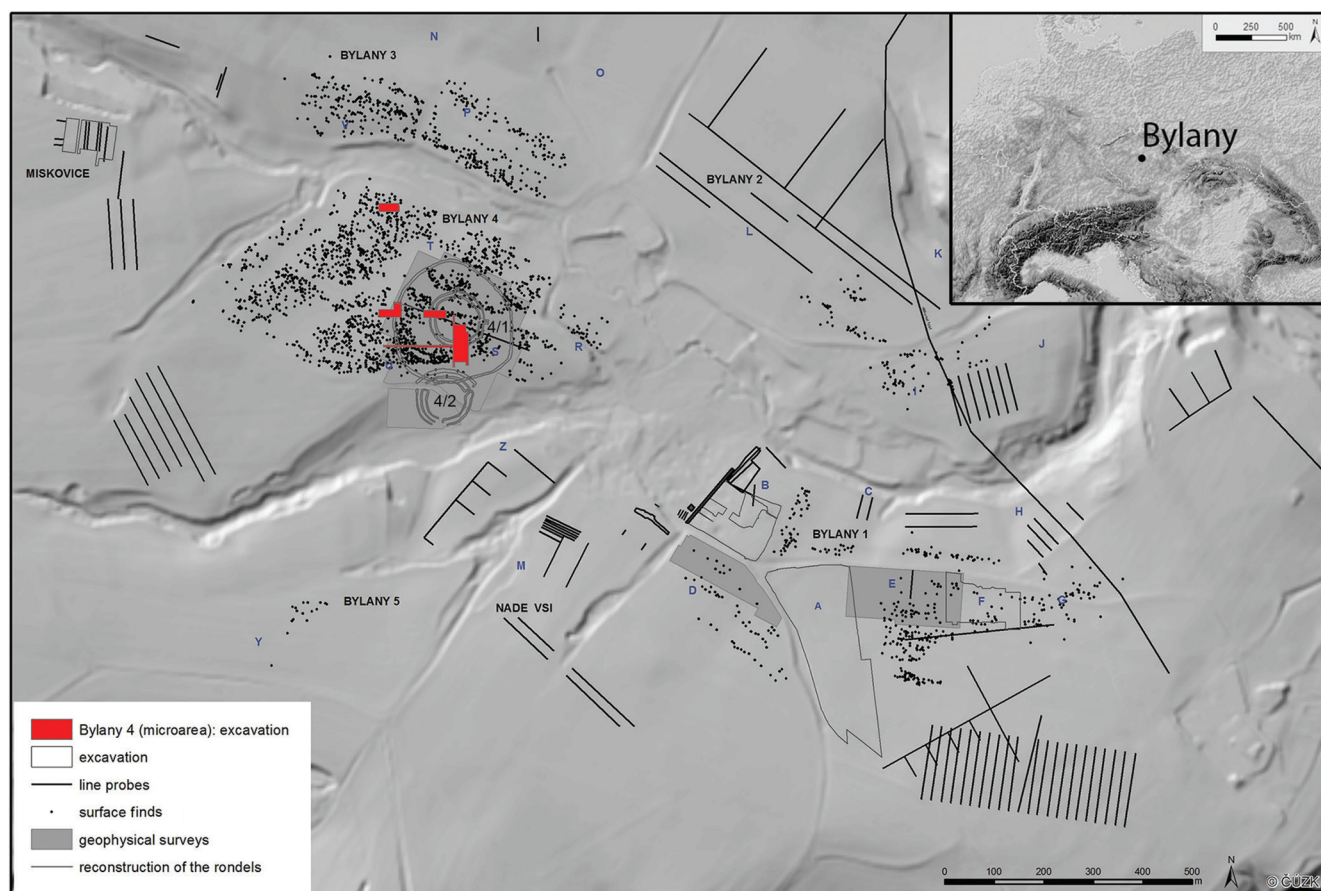 N
BYLANY 3
O
P
V
MISKOVICE
BYLANY 2
L
K
BYLANY 4
T
4/1
S
R
Q
4/2
J
I
Z
B
C
BYLANY 1
H
M
D
E
F
G
A
BYLANY 5
NADE VSI
Y
0 250 500
km
N
Bylany
Bylany 4 (microarea): excavation
excavation
line probes
surface finds
geophysical surveys
reconstruction of the rondels
0 100 200 300 400 500
m
N
© ČÚZK